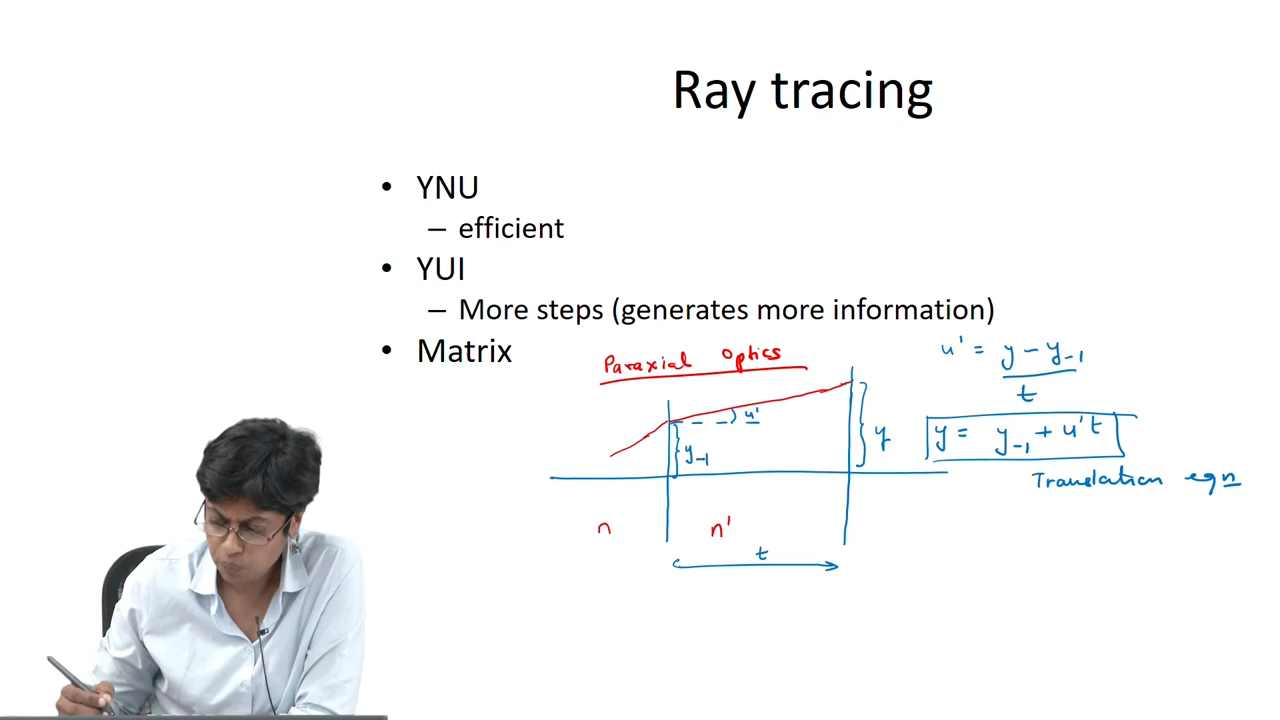 Ray tracing
• YNU
– efficient
• YUI
– More steps (generates more information)
• Matrix
Paraxial Optics
u' = y - y-1
t
y = y-1 + u't
Translation eqn
u'
y-1
y
n
n'
t